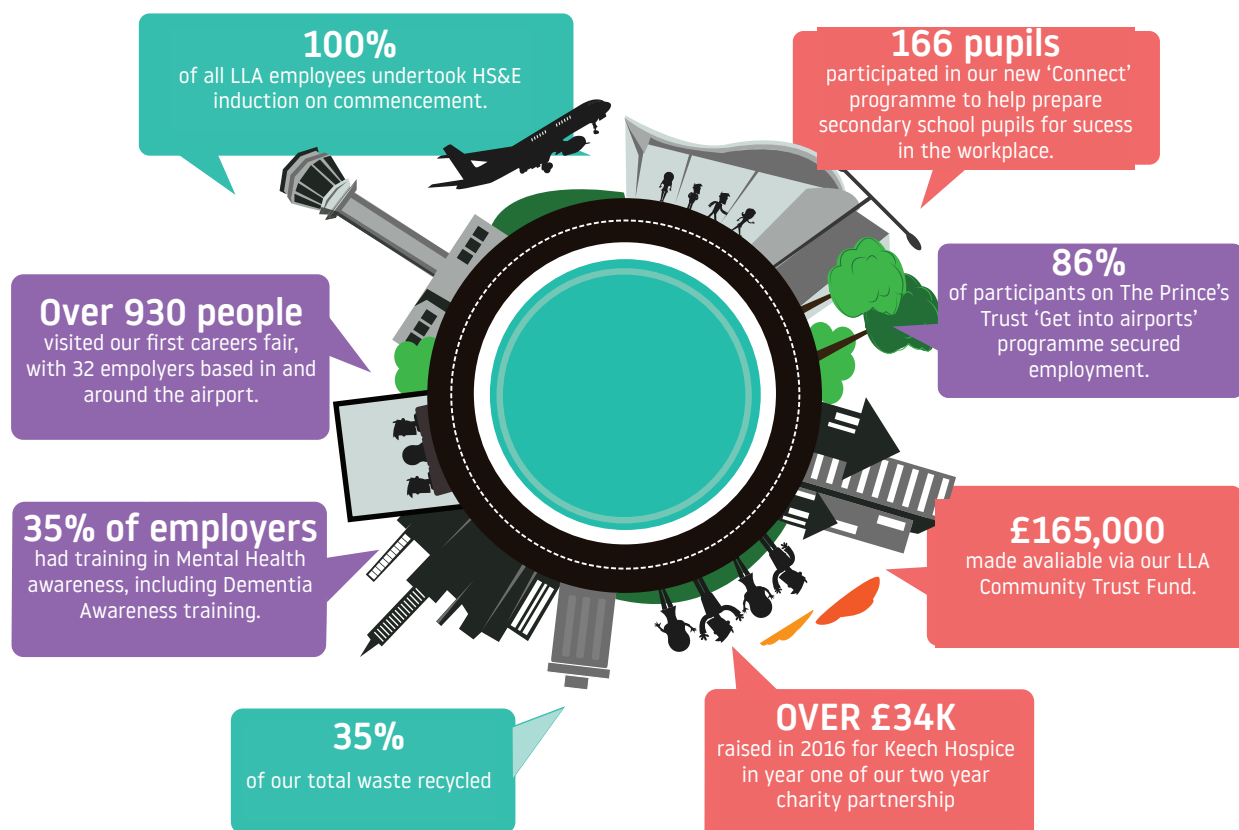 100%
of all LLA employees undertook HS&E
induction on commencement.
166 pupils
participated in our new ‘Connect’
programme to help prepare
secondary school pupils for sucess
in the workplace.
Over 930 people
visited our first careers fair,
with 32 empolyers based in and
around the airport.
86%
of participants on The Prince’s
Trust ‘Get into airports’
programme secured
employment.
35% of employers
had training in Mental Health
awareness, including Dementia
Awareness training.
£165,000
made avaliable via our LLA
Community Trust Fund.
35%
of our total waste recycled
OVER £34K
raised in 2016 for Keech Hospice
in year one of our two year
charity partnership